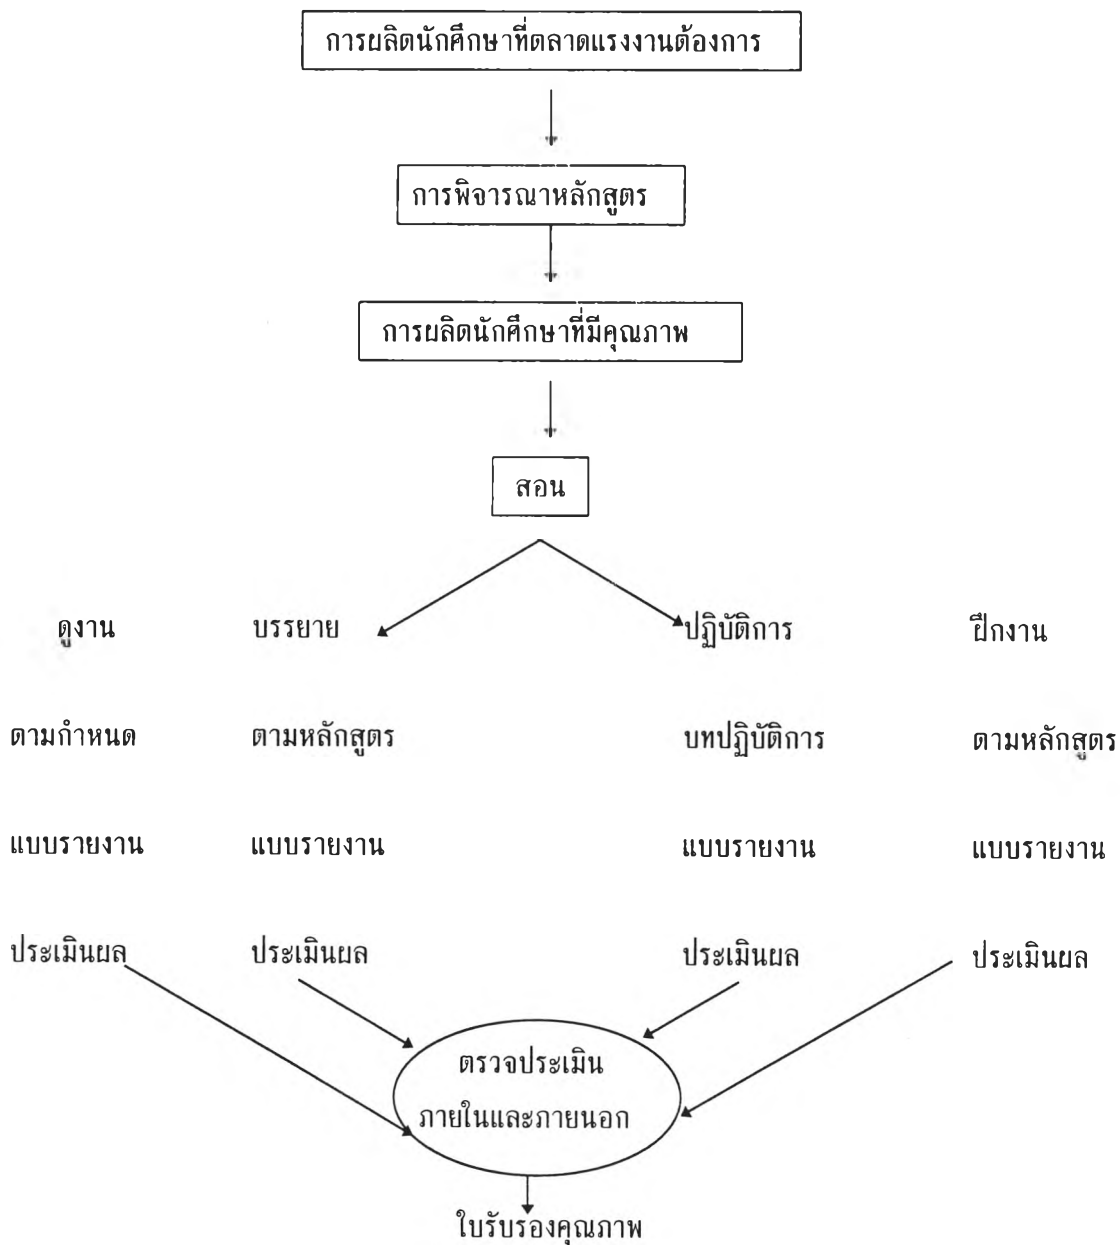 การผลิตนักศึกษาที่ตลาดแรงงานต้องการ
การพิจารณาหลักสูตร
การผลิตนักศึกษาที่มีคุณภาพ
สอน
ดูงาน บรรยาย ปฏิบัติการ ฝึกงาน
ตามกำหนด ตามหลักสูตร บทปฏิบัติการ ตามหลักสูตร
แบบรายงาน แบบรายงาน แบบรายงาน แบบรายงาน
ประเมินผล ประเมินผล ประเมินผล ประเมินผล
ตรวจประเมิน
ภายในและภายนอก
ใบรับรองคุณภาพ